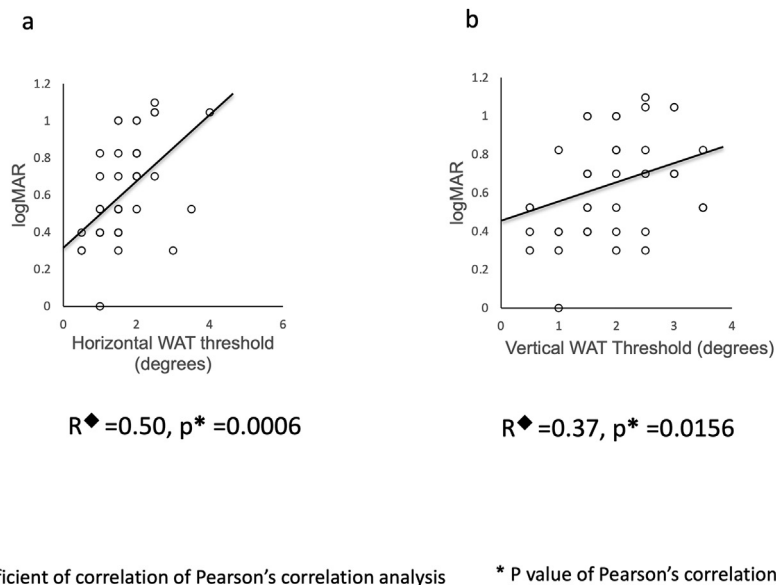 a
1.2
1
0.8
0.6
0.4
0.2
0
logMAR
0 2 4 6
Horizontal WAT threshold
(degrees)
R◆ =0.50, p* =0.0006
b
1.2
1
0.8
0.6
0.4
0.2
0
logMAR
0 1 2 3 4
Vertical WAT Threshold (degrees)
R◆ =0.37, p* =0.0156
of correlation of Pearson’s correlation analysis
* P value of Pearson’s correlation